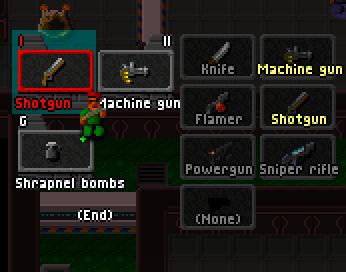 I
II
Shotgun
Machine gun
G
Shrapnel bombs
(End)
Knife
Machine gun
Flamer
Shotgun
Powergun
Sniper rifle
(None)